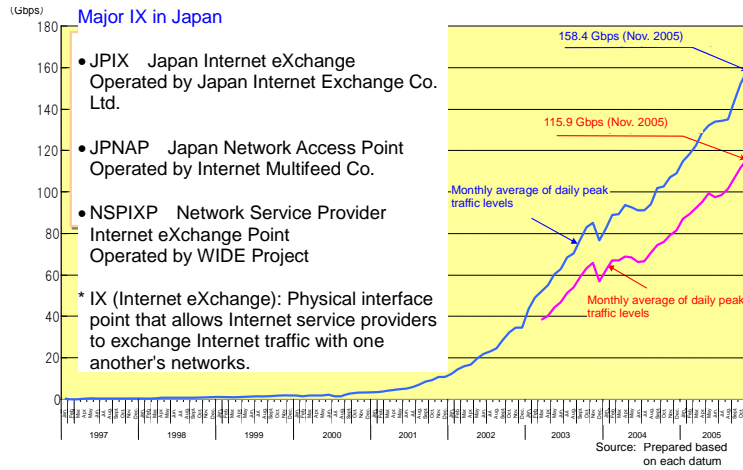 (Gbps)
Major IX in Japan
• JPIX Japan Internet eXchange
Operated by Japan Internet Exchange Co.
Ltd.
• JPNAP Japan Network Access Point
Operated by Internet Multifeed Co.
• NSPIXP Network Service Provider
Internet eXchange Point
Operated by WIDE Project
* IX (Internet eXchange): Physical interface
point that allows Internet service providers
to exchange Internet traffic with one
another's networks.
158.4 Gbps (Nov. 2005)
115.9 Gbps (Nov. 2005)
Monthly average of daily peak
traffic levels
Monthly average of daily peak
traffic levels
180
160
140
120
100
80
60
40
20
0
1997 1998 1999 2000 2001 2002 2003 2004 2005
Source: Prepared based
on each datum